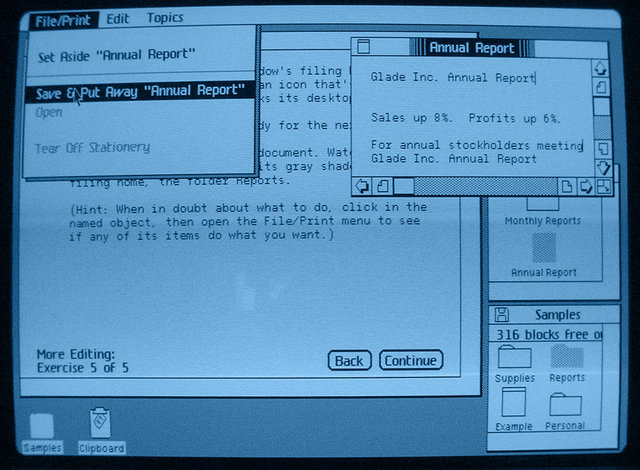 File/Print Edit Topics
Set Aside "Annual Report"
Save & Put Away "Annual Report"
Open
Tear Off Stationery
dow's filing
an icon that'
ks its desktop
dy for the ne
document. Wat
its gray shad
filing home, the folder Reports.
(Hint: When in doubt about what to do, click in the
named object, then open the File/Print menu to see
if any of its items do what you want.)
More Editing:
Exercise 5 of 5
Back Continue
Annual Report
Glade Inc. Annual Report
Sales up 8%. Profits up 6%.
For annual stockholders meeting
Glade Inc. Annual Report
Monthly Reports
Annual Report
Samples
316 blocks free o
Supplies Reports
Example Personal
Samples Clipboard